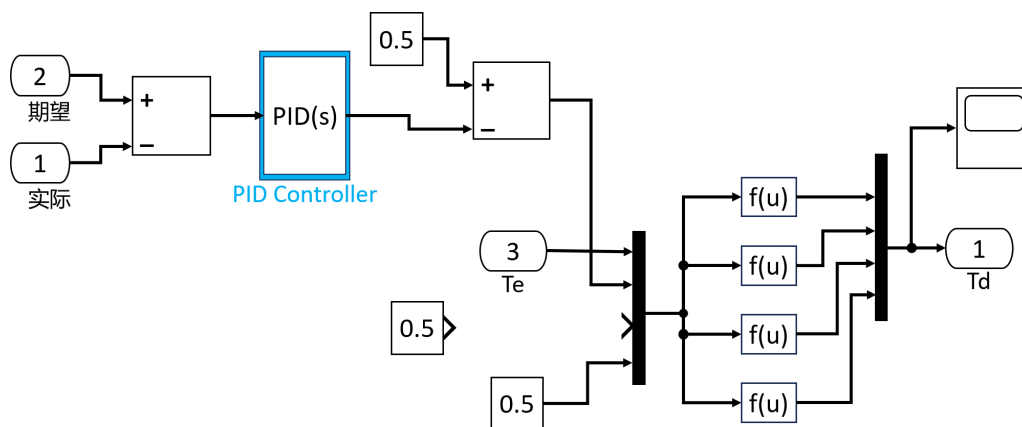 2
期望
1
实际
+
−
PID(s)
PID Controller
0.5
+
−
3
Te
0.5
0.5
f(u)
f(u)
f(u)
f(u)
1
Td